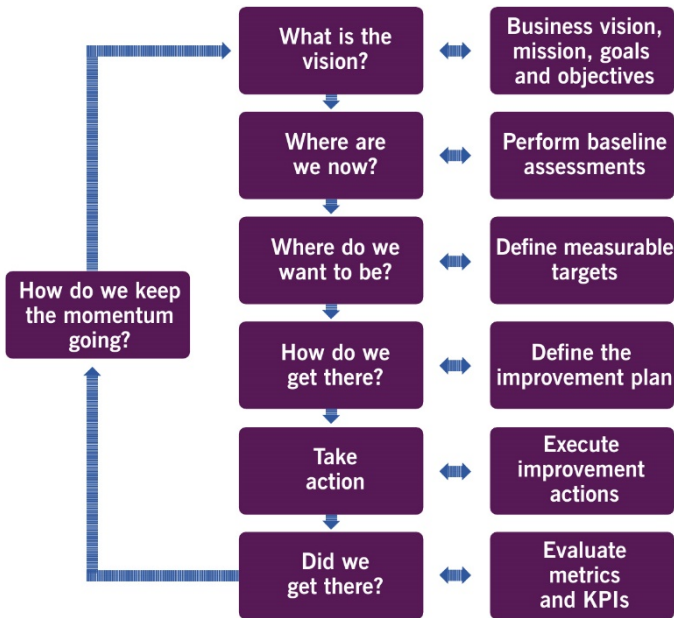 What is the
vision?
Business vision,
mission, goals
and objectives
Where are
we now?
Perform baseline
assessments
Where do we
want to be?
Define measurable
targets
How do we keep
the momentum
going?
How do we
get there?
Define the
improvement plan
Take
action
Execute
improvement
actions
Did we
get there?
Evaluate
metrics
and KPIs